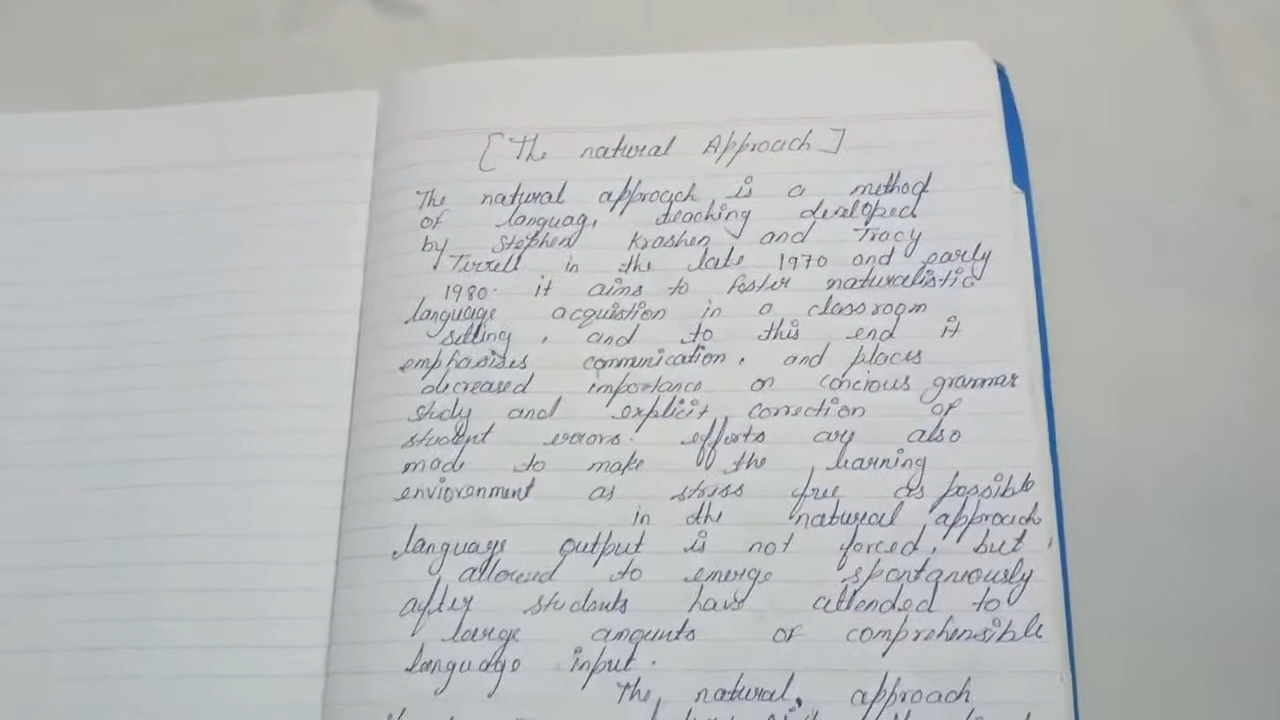 [The natural Approach]
The natural approach is a method
of languag, teaching developed
by Stephen Krashen and Tracy
Terrell in the late 1970 and early
1980. it aims to foster naturalistic
language acquistion in a classroom
setting, and to this end it
emphasizes communication, and places
decreased importance on concious grammar
study and explicit correction of
student errors. efforts are also
made to make the learning
enviorenment as stress free as possible
in the natural approach
language output is not forced, but
allowed to emerge spontaneously
after students have attended to
large amounts of comprehensible
language input.
The natural, approach